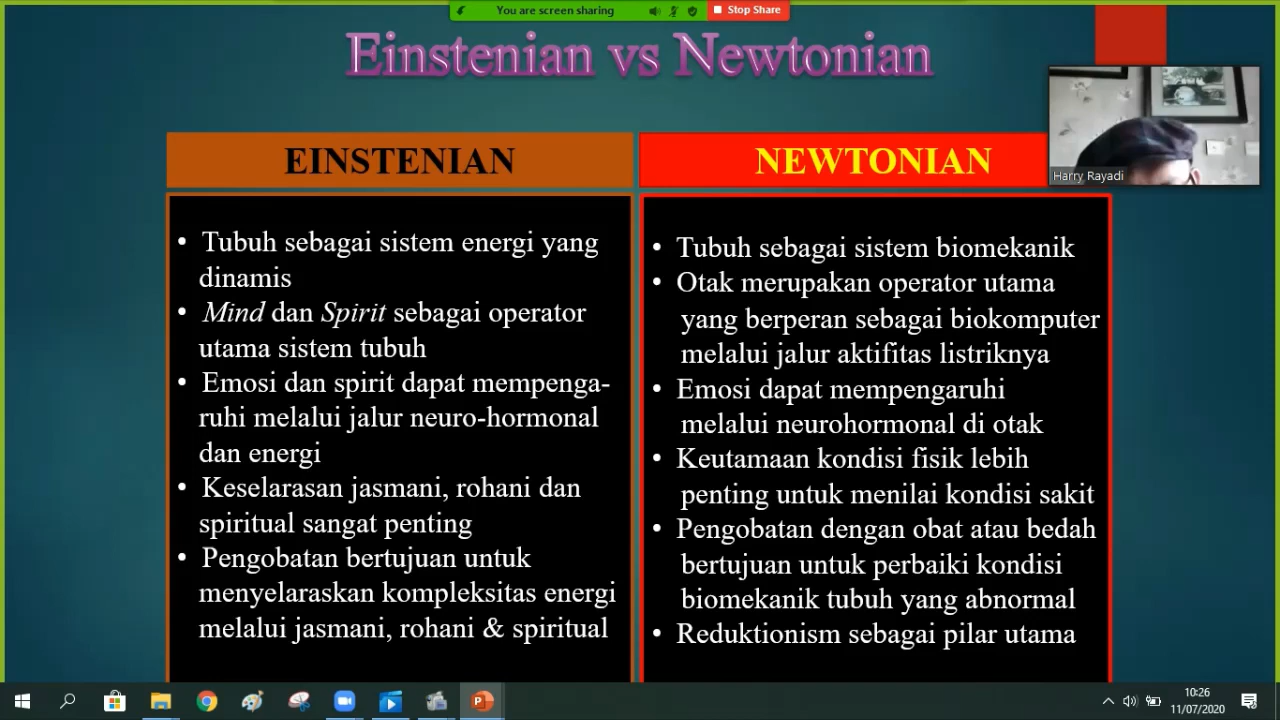 You are screen sharing
Stop Share
Einstenian vs Newtonian
Harry Rayadi
EINSTENIAN
• Tubuh sebagai sistem energi yang
dinamis
• Mind dan Spirit sebagai operator
utama sistem tubuh
• Emosi dan spirit dapat mempenga-
ruhi melalui jalur neuro-hormonal
dan energi
• Keselarasan jasmani, rohani dan
spiritual sangat penting
• Pengobatan bertujuan untuk
menyelaraskan kompleksitas energi
melalui jasmani, rohani & spiritual
NEWTONIAN
• Tubuh sebagai sistem biomekanik
• Otak merupakan operator utama
yang berperan sebagai biokomputer
melalui jalur aktifitas listriknya
• Emosi dapat mempengaruhi
melalui neurohormonal di otak
• Keutamaan kondisi fisik lebih
penting untuk menilai kondisi sakit
• Pengobatan dengan obat atau bedah
bertujuan untuk perbaiki kondisi
biomekanik tubuh yang abnormal
• Reduktionism sebagai pilar utama
10:26
11/07/2020